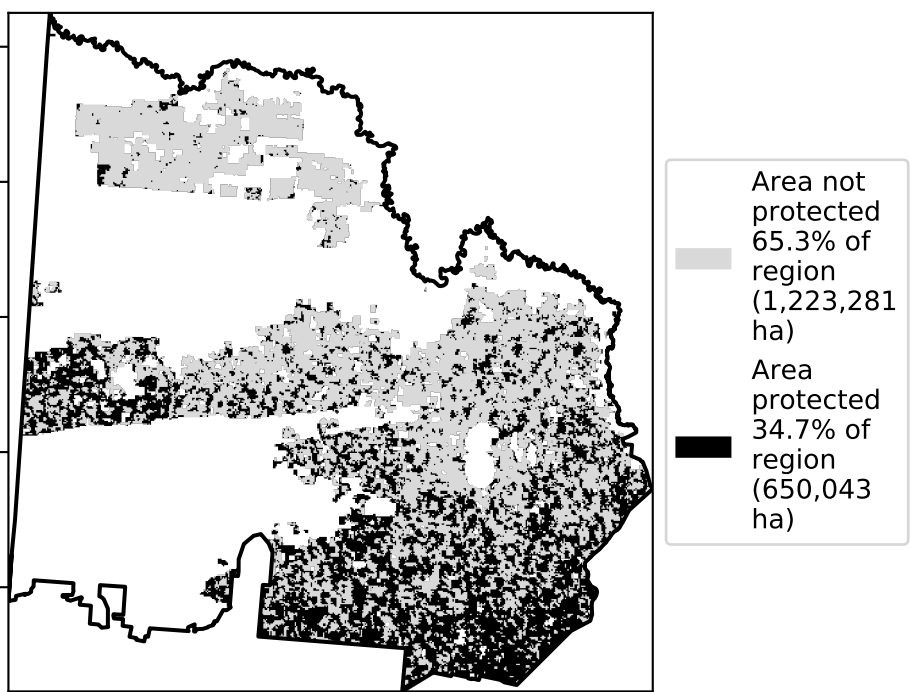 Area not
protected
65.3% of
region
(1,223,281
ha)
Area
protected
34.7% of
region
(650,043
ha)